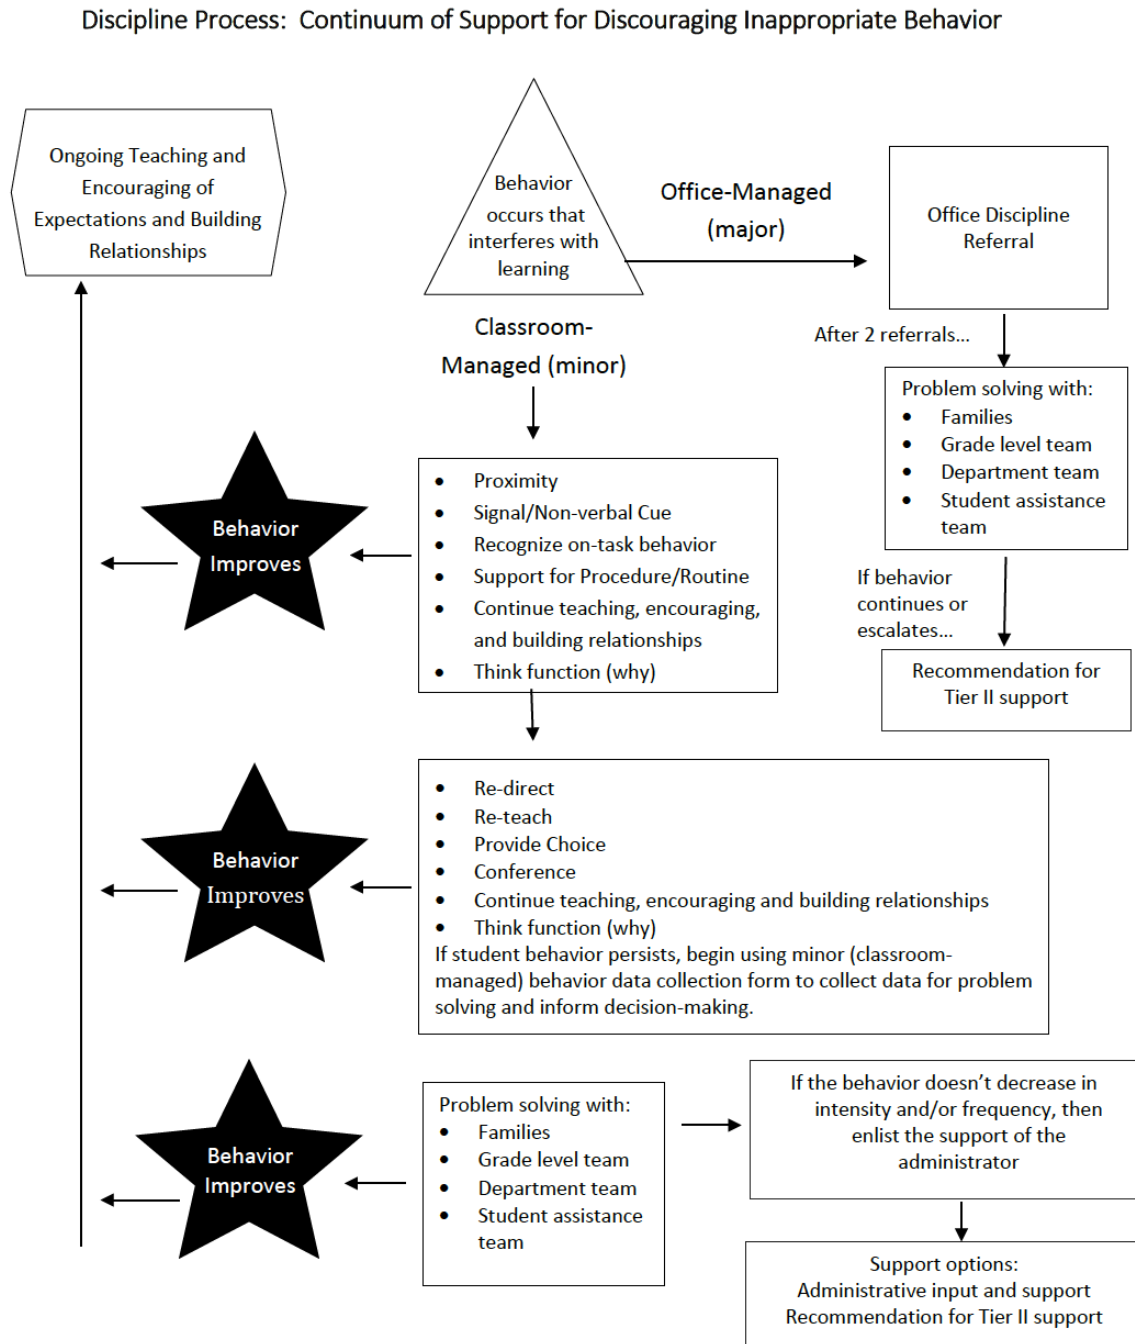 Discipline Process:  Continuum of Support for Discouraging Inappropriate Behavior
Ongoing Teaching and
Encouraging of
Expectations and Building
Relationships
Behavior
occurs that
interferes with
learning
Office-Managed
(major)
Office Discipline
Referral
After 2 referrals...
Problem solving with:
• Families
• Grade level team
• Department team
• Student assistance
team
If behavior
continues or
escalates...
Recommendation for
Tier II support
Classroom-
Managed (minor)
• Proximity
• Signal/Non-verbal Cue
• Recognize on-task behavior
• Support for Procedure/Routine
• Continue teaching, encouraging,
and building relationships
• Think function (why)
Behavior
Improves
• Re-direct
• Re-teach
• Provide Choice
• Conference
• Continue teaching, encouraging and building relationships
• Think function (why)
If student behavior persists, begin using minor (classroom-
managed) behavior data collection form to collect data for problem
solving and inform decision-making.
Behavior
Improves
Problem solving with:
• Families
• Grade level team
• Department team
• Student assistance
team
Behavior
Improves
If the behavior doesn’t decrease in
intensity and/or frequency, then
enlist the support of the
administrator
Support options:
Administrative input and support
Recommendation for Tier II support